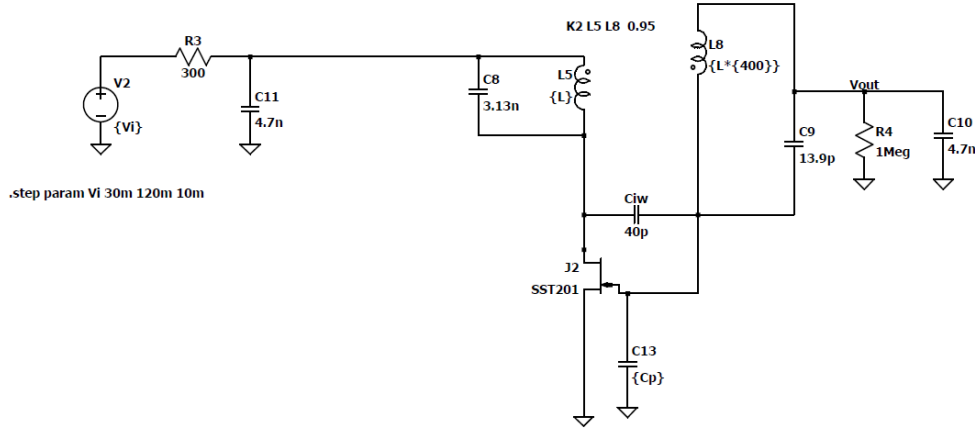 K2 L5 L8 0.95
R3
300
V2
{Vi}
C11
4.7n
C8
3.13n
L5
{L}
L8
{L*{400}}
Vout
C9
13.9p
R4
1Meg
C10
4.7n
.step param Vi 30m 120m 10m
Ciw
40p
J2
SST201
C13
{Cp}